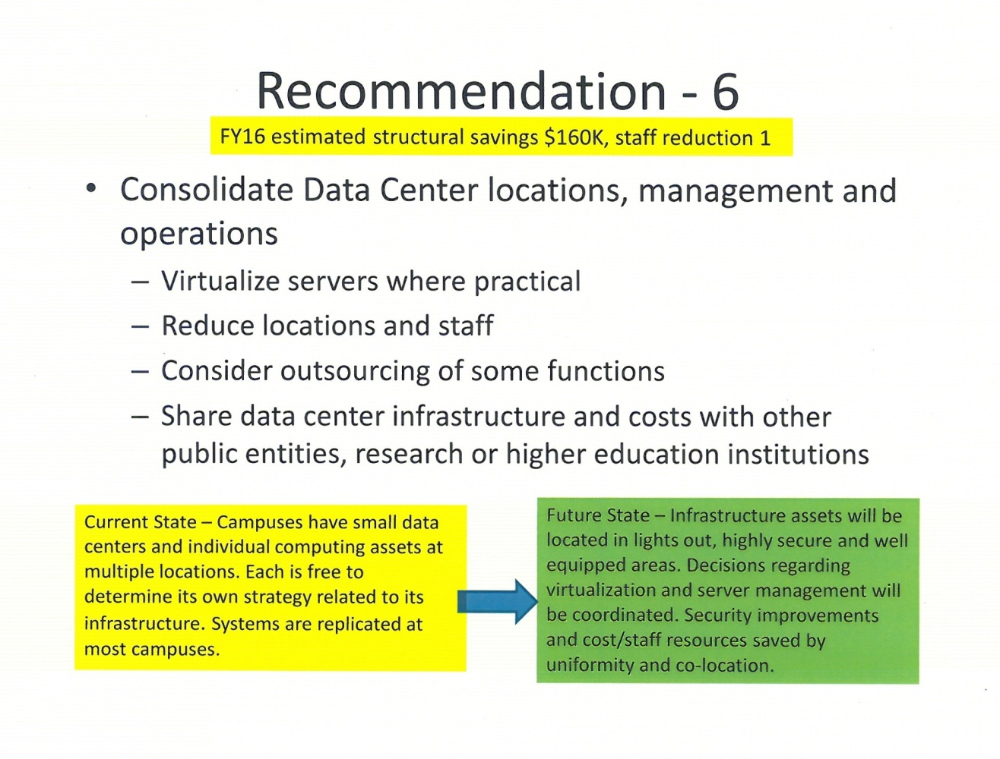 Recommendation - 6
FY16 estimated structural savings $160K, staff reduction 1
• Consolidate Data Center locations, management and
operations
– Virtualize servers where practical
– Reduce locations and staff
– Consider outsourcing of some functions
– Share data center infrastructure and costs with other
public entities, research or higher education institutions
Current State – Campuses have small data
centers and individual computing assets at
multiple locations. Each is free to
determine its own strategy related to its
infrastructure. Systems are replicated at
most campuses.
Future State – Infrastructure assets will be
located in lights out, highly secure and well
equipped areas. Decisions regarding
virtualization and server management will
be coordinated. Security improvements
and cost/staff resources saved by
uniformity and co-location.